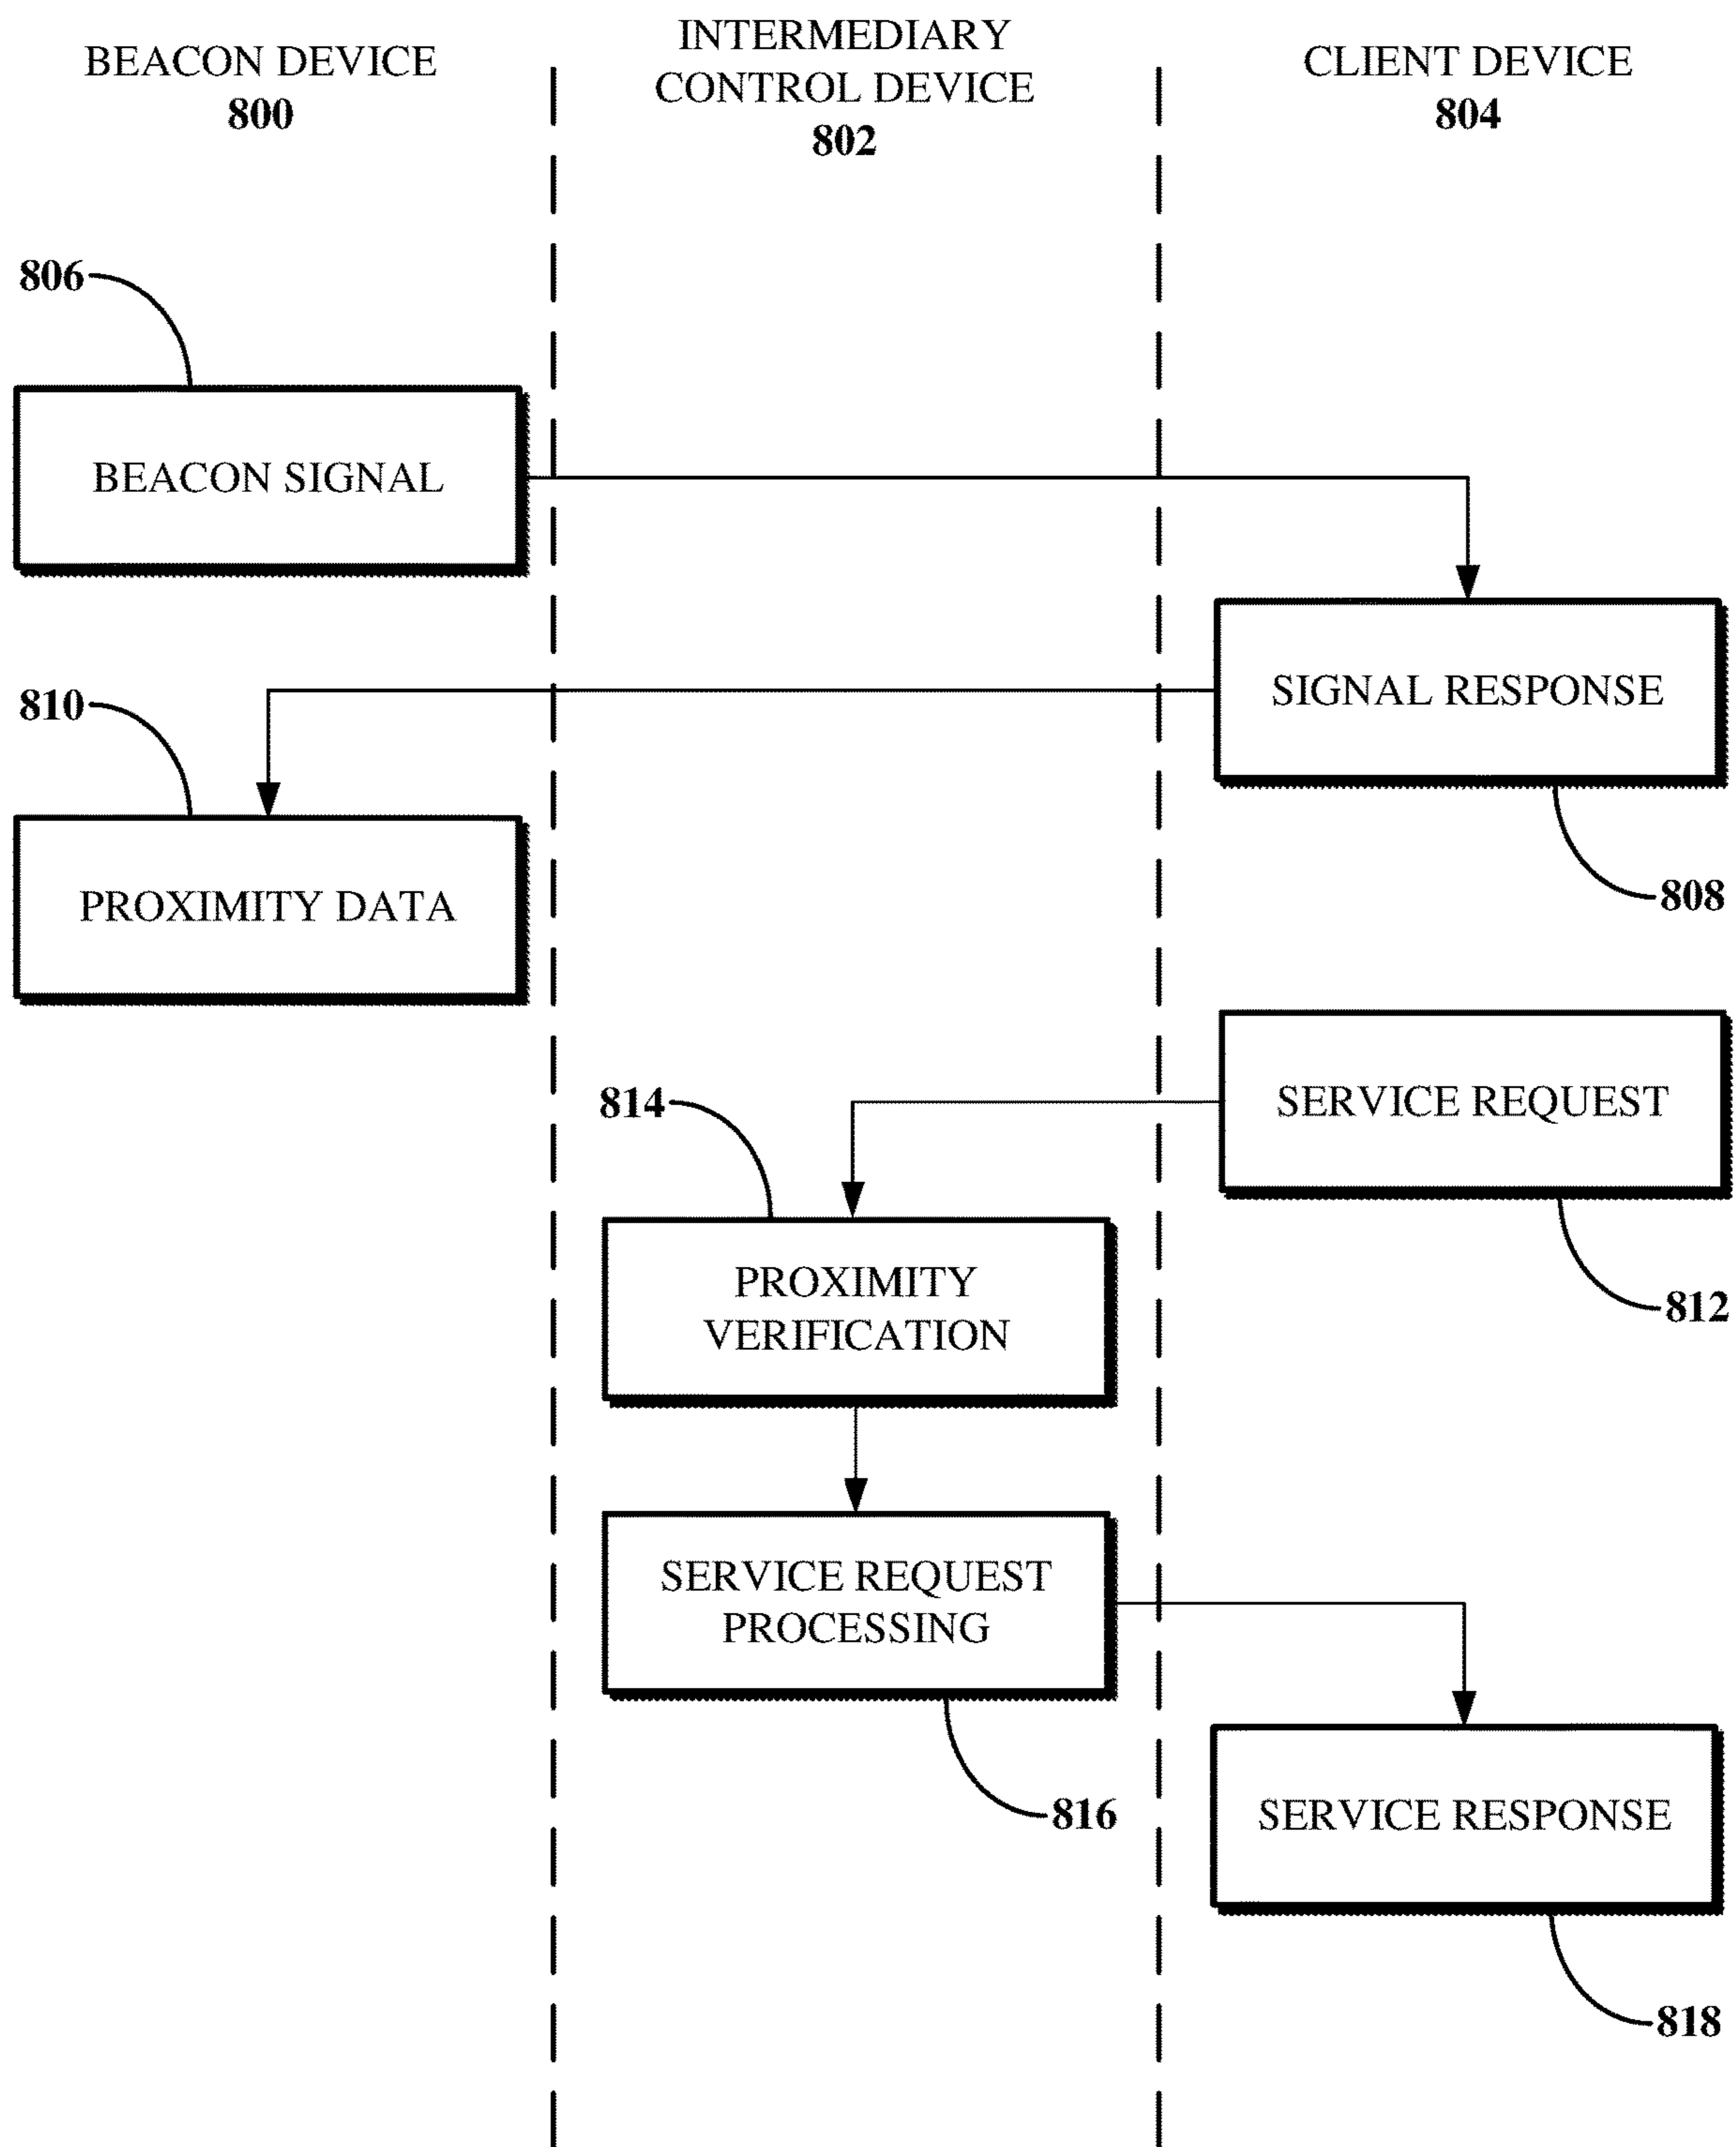 BEACON DEVICE
800
INTERMEDIARY
CONTROL DEVICE
802
CLIENT DEVICE
804
806
BEACON SIGNAL
SIGNAL RESPONSE
808
810
PROXIMITY DATA
SERVICE REQUEST
812
814
PROXIMITY
VERIFICATION
SERVICE REQUEST
PROCESSING
816
SERVICE RESPONSE
818